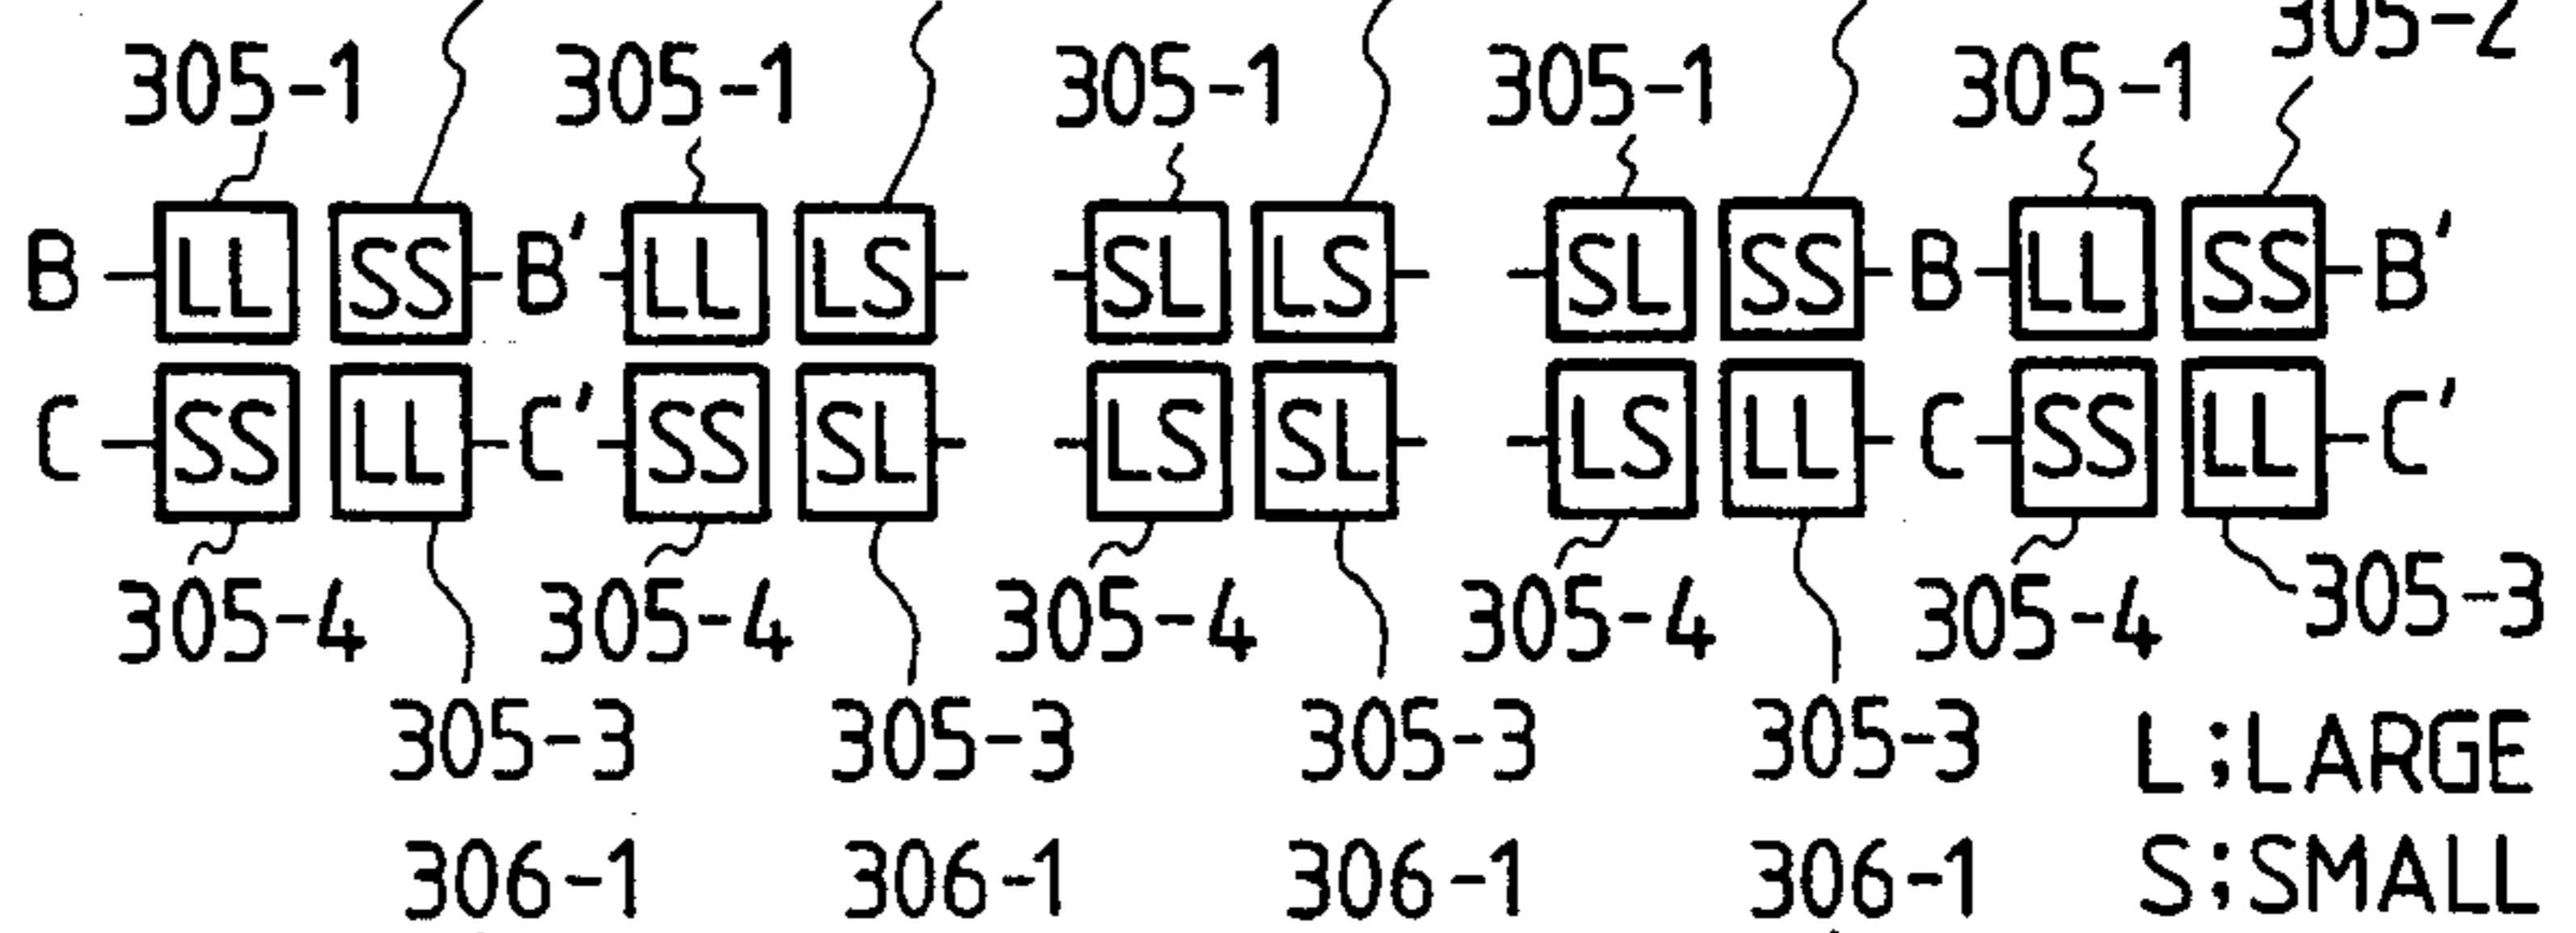 305-2
305-1 305-1 305-1 305-1 305-1
B LL SS B' LL LS SL LS SL SS B LL SS B'
C SS LL C' SS SL LS SL LS LL C SS LL C'
305-4 305-4 305-4 305-4 305-4 305-3
305-3 305-3 305-3 305-3 L;LARGE
306-1 306-1 306-1 306-1 S;SMALL